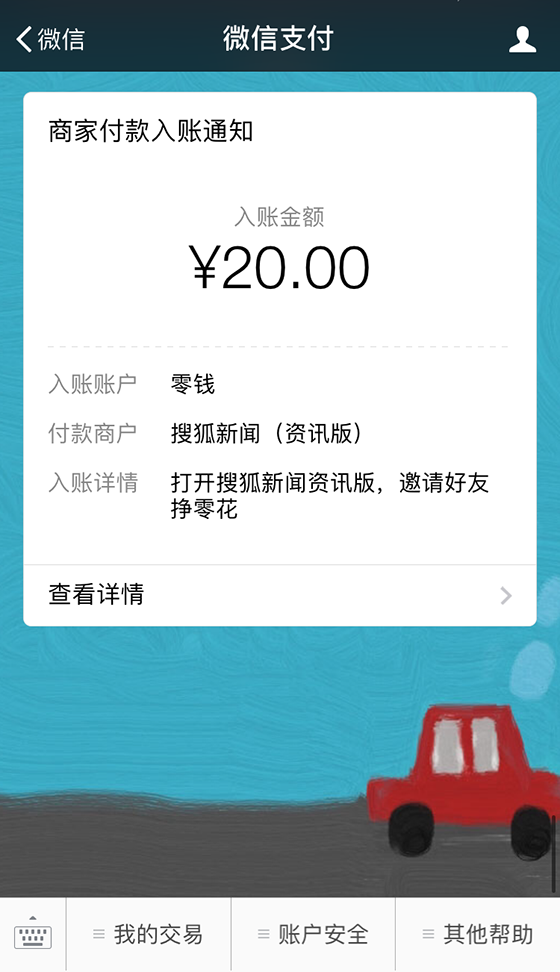 微信
微信支付
商家付款入账通知
入账金额
¥20.00
入账账户 零钱
付款商户 搜狐新闻（资讯版）
入账详情 打开搜狐新闻资讯版，邀请好友
挣零花
查看详情
我的交易 账户安全 其他帮助